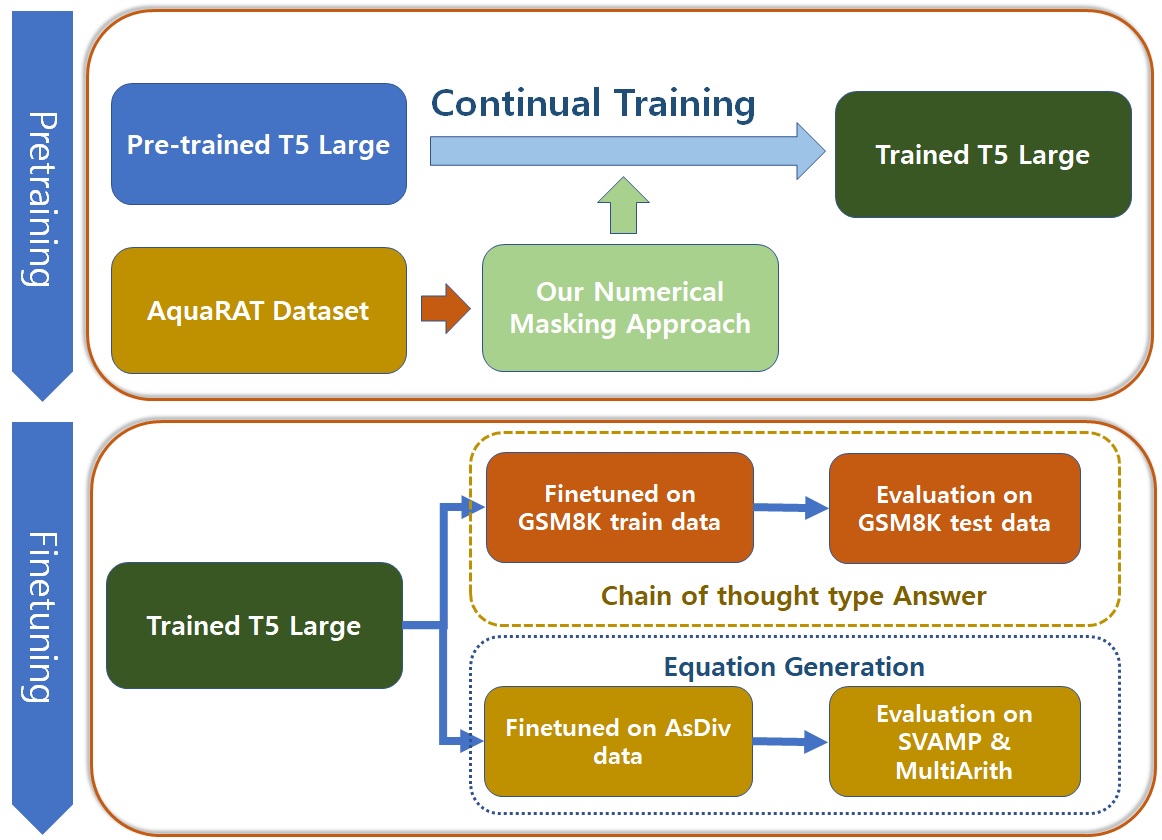 Pretraining
Pre-trained T5 Large
Continual Training
Trained T5 Large
AquaRAT Dataset
Our Numerical
Masking Approach
Finetuning
Trained T5 Large
Finetuned on
GSM8K train data
Evaluation on
GSM8K test data
Chain of thought type Answer
Equation Generation
Finetuned on AsDiv
data
Evaluation on
SVAMP &
MultiArith